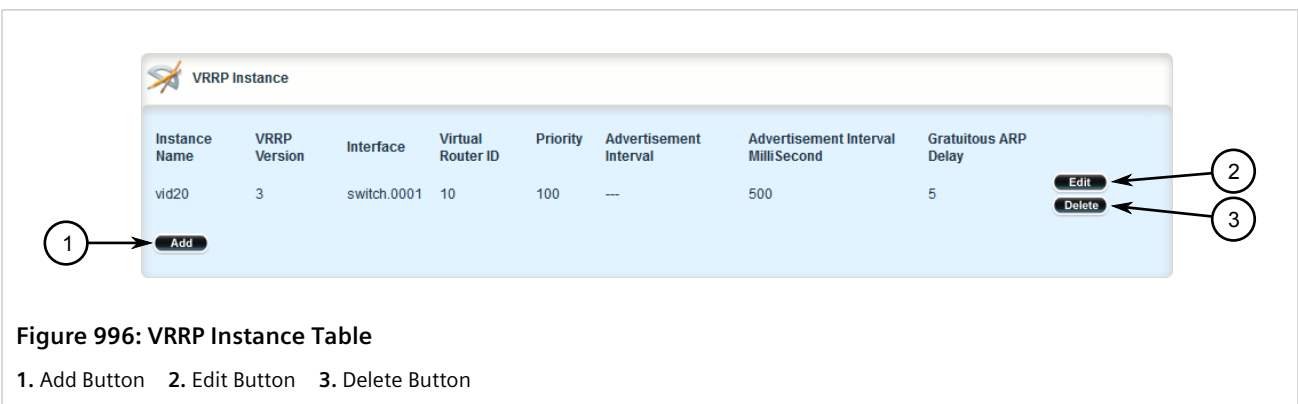 VRRP Instance
Instance Name
VRRP Version
Interface
Virtual Router ID
Priority
Advertisement Interval
Advertisement Interval MilliSecond
Gratuitous ARP Delay
vid20 3 switch.0001 10 100 --- 500 5
Edit
2
Delete
3
1
Add
Figure 996: VRRP Instance Table
1. Add Button 2. Edit Button 3. Delete Button